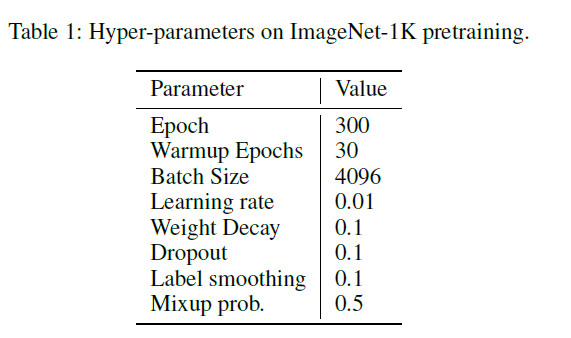 Table 1: Hyper-parameters on ImageNet-1K pretraining.
Parameter Value
Epoch 300
Warmup Epochs 30
Batch Size 4096
Learning rate 0.01
Weight Decay 0.1
Dropout 0.1
Label smoothing 0.1
Mixup prob. 0.5